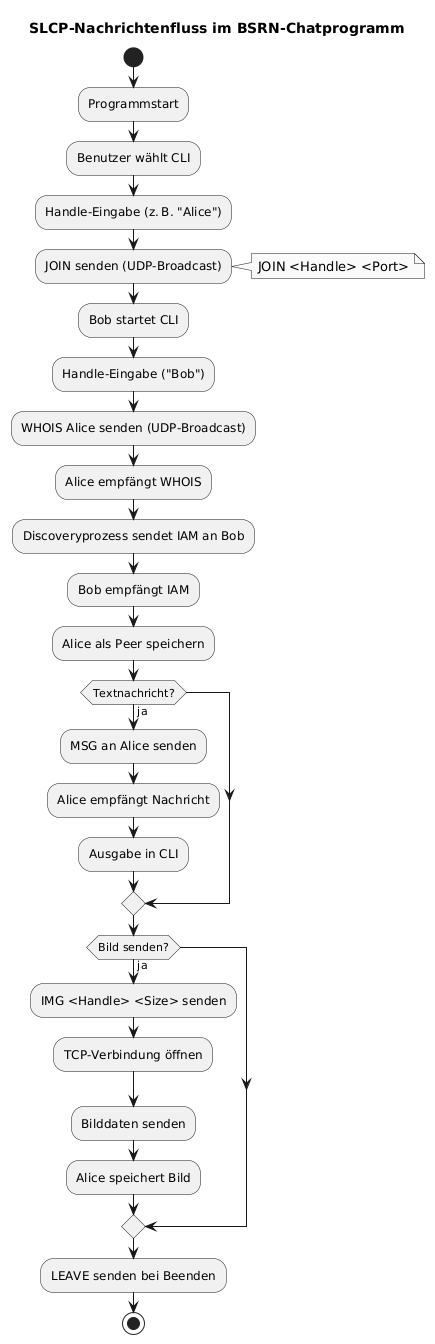 SLCP-Nachrichtenfluss im BSRN-Chatprogramm
Programmstart
Benutzer wählt CLI
Handle-Eingabe (z. B. "Alice")
JOIN senden (UDP-Broadcast)
JOIN <Handle> <Port>
Bob startet CLI
Handle-Eingabe ("Bob")
WHOIS Alice senden (UDP-Broadcast)
Alice empfängt WHOIS
Discoveryprozess sendet IAM an Bob
Bob empfängt IAM
Alice als Peer speichern
Textnachricht?
ja
MSG an Alice senden
Alice empfängt Nachricht
Ausgabe in CLI
Bild senden?
ja
IMG <Handle> <Size> senden
TCP-Verbindung öffnen
Bilddaten senden
Alice speichert Bild
LEAVE senden bei Beenden